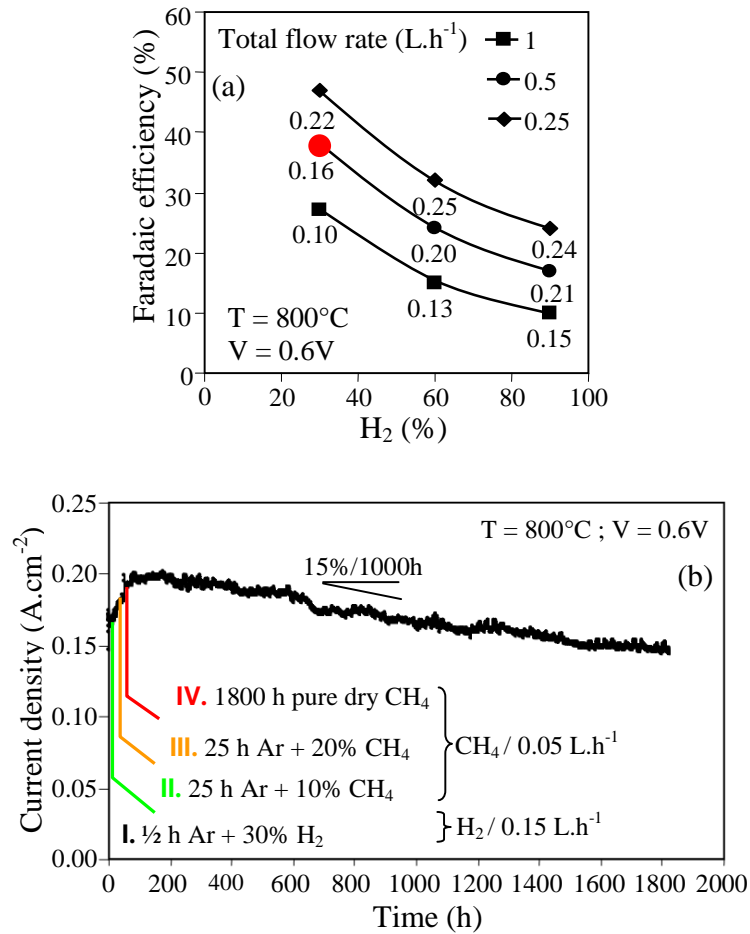 60
50
40
30
20
10
0
Faradaic efficiency (%)
Total flow rate (L.h⁻¹)
1
0.5
0.25
(a)
0.22
0.16
0.10
0.25
0.20
0.13
0.24
0.21
0.15
T = 800°C
V = 0.6V
0 20 40 60 80 100
H₂ (%)
0.25
0.20
0.15
0.10
0.05
0.00
Current density (A.cm⁻²)
T = 800°C ; V = 0.6V
(b)
15%/1000h
IV. 1800 h pure dry CH₄
III. 25 h Ar + 20% CH₄
II. 25 h Ar + 10% CH₄
CH₄ / 0.05 L.h⁻¹
I. ½ h Ar + 30% H₂
H₂ / 0.15 L.h⁻¹
0 200 400 600 800 1000 1200 1400 1600 1800 2000
Time (h)